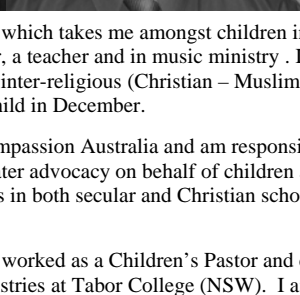 which takes me amongst children i
, a teacher and in music ministry . 
inter-religious (Christian – Muslim
hild in December.
mpassion Australia and am responsi
ater advocacy on behalf of children
s in both secular and Christian scho
worked as a Children's Pastor and
stries at Tabor College (NSW).  I a